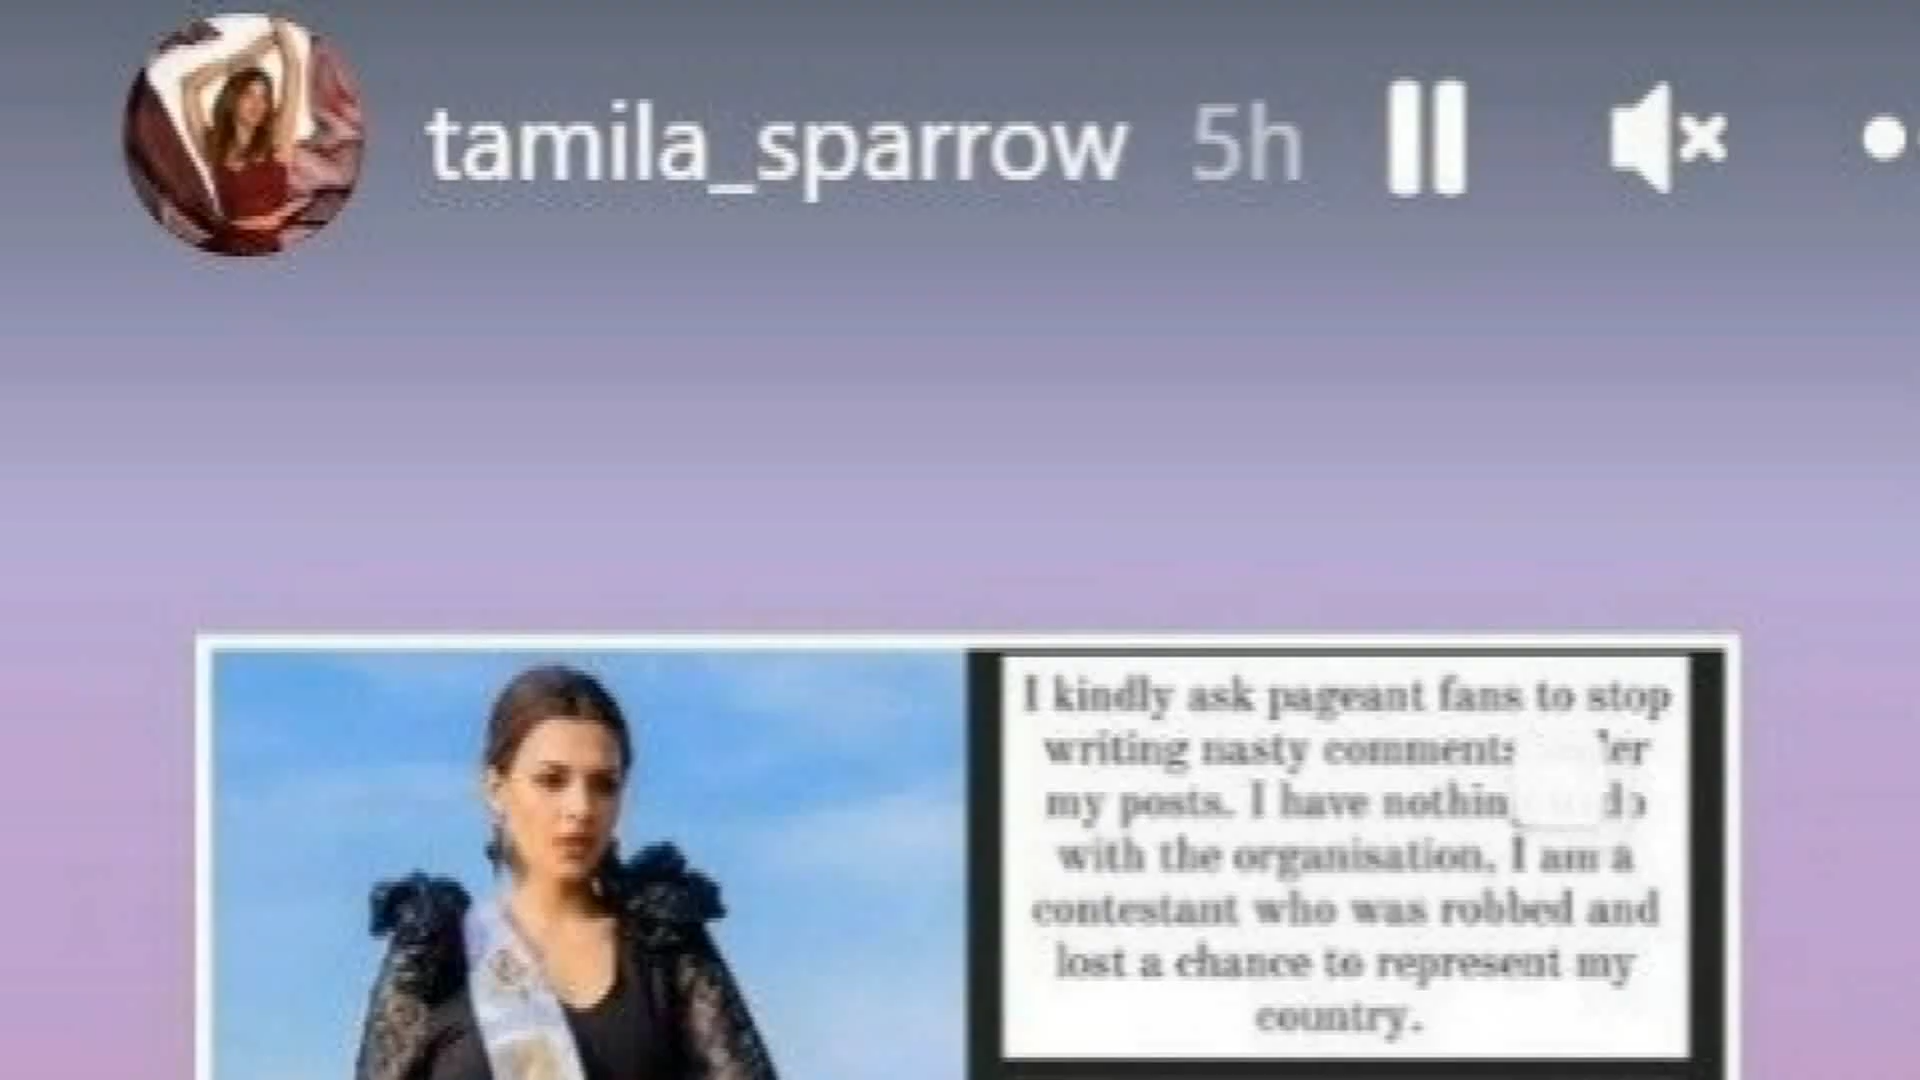 tamila_sparrow 5h
I kindly ask pageant fans to stop
writing nasty comments
my posts. I have
with the organisation. I am a
contestant who was robbed and
lost a chance to represent my
country.